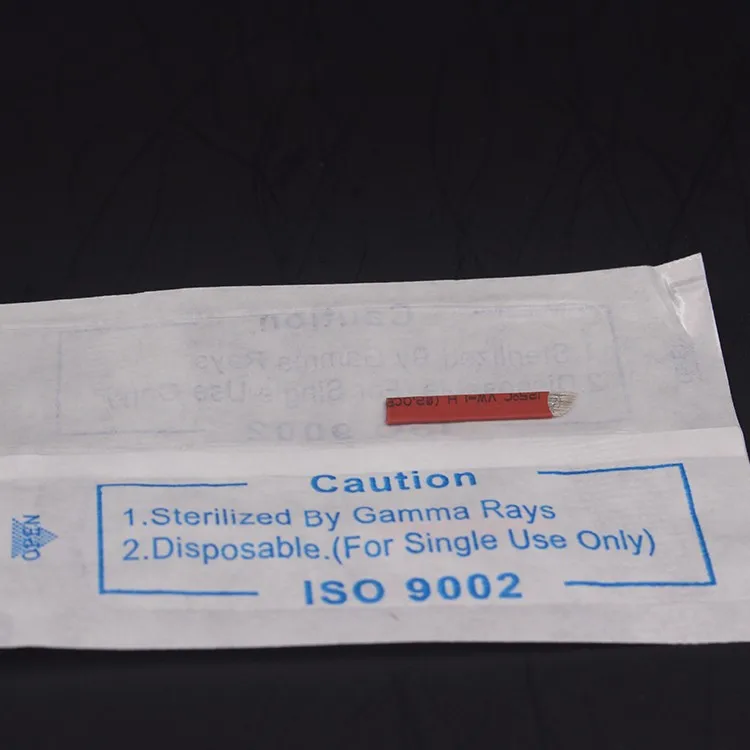 Caution
1.Sterilized By Gamma Rays
2.Disposable.(For Single Use Only)
ISO 9002
OPEN